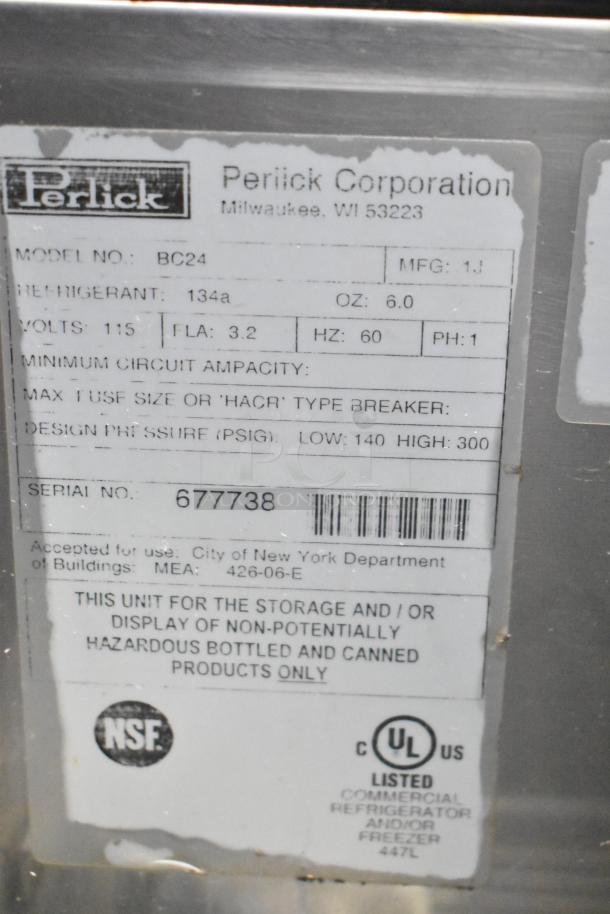 Perlick
Perlick Corporation
Milwaukee, WI 53223
MODEL NO.: BC24
MFG: 1J
REFRIGERANT: 134a OZ: 6.0
VOLTS: 115 FLA: 3.2 HZ: 60 PH: 1
MINIMUM CIRCUIT AMPACITY:
MAX. FUSE SIZE OR 'HACR' TYPE BREAKER:
DESIGN PRESSURE (PSIG): LOW: 140 HIGH: 300
PCi
SERIAL NO.: 677738
Accepted for use: City of New York Department
of Buildings: MEA: 426-06-E
THIS UNIT FOR THE STORAGE AND / OR
DISPLAY OF NON-POTENTIALLY
HAZARDOUS BOTTLED AND CANNED
PRODUCTS ONLY
NSF
C UL US
LISTED
COMMERCIAL
REFRIGERATOR
AND/OR
FREEZER
447L